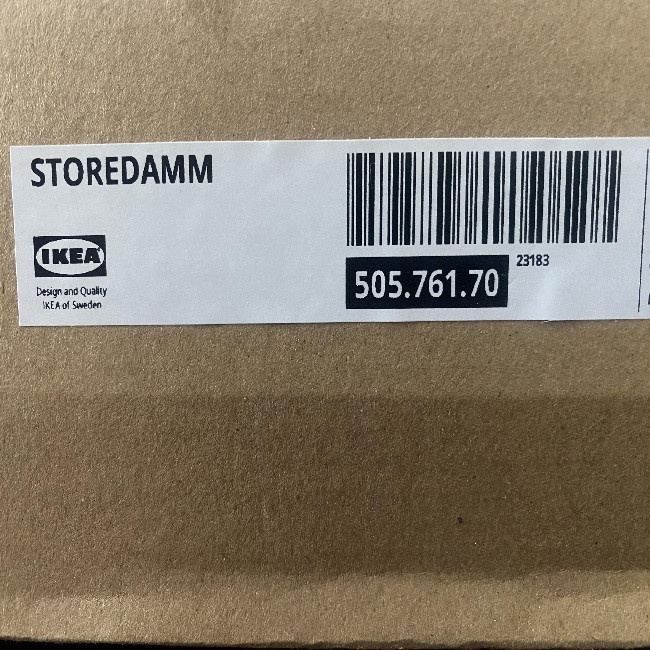 STOREDAMM
IKEA
Design and Quality
IKEA of Sweden
23183
505.761.70